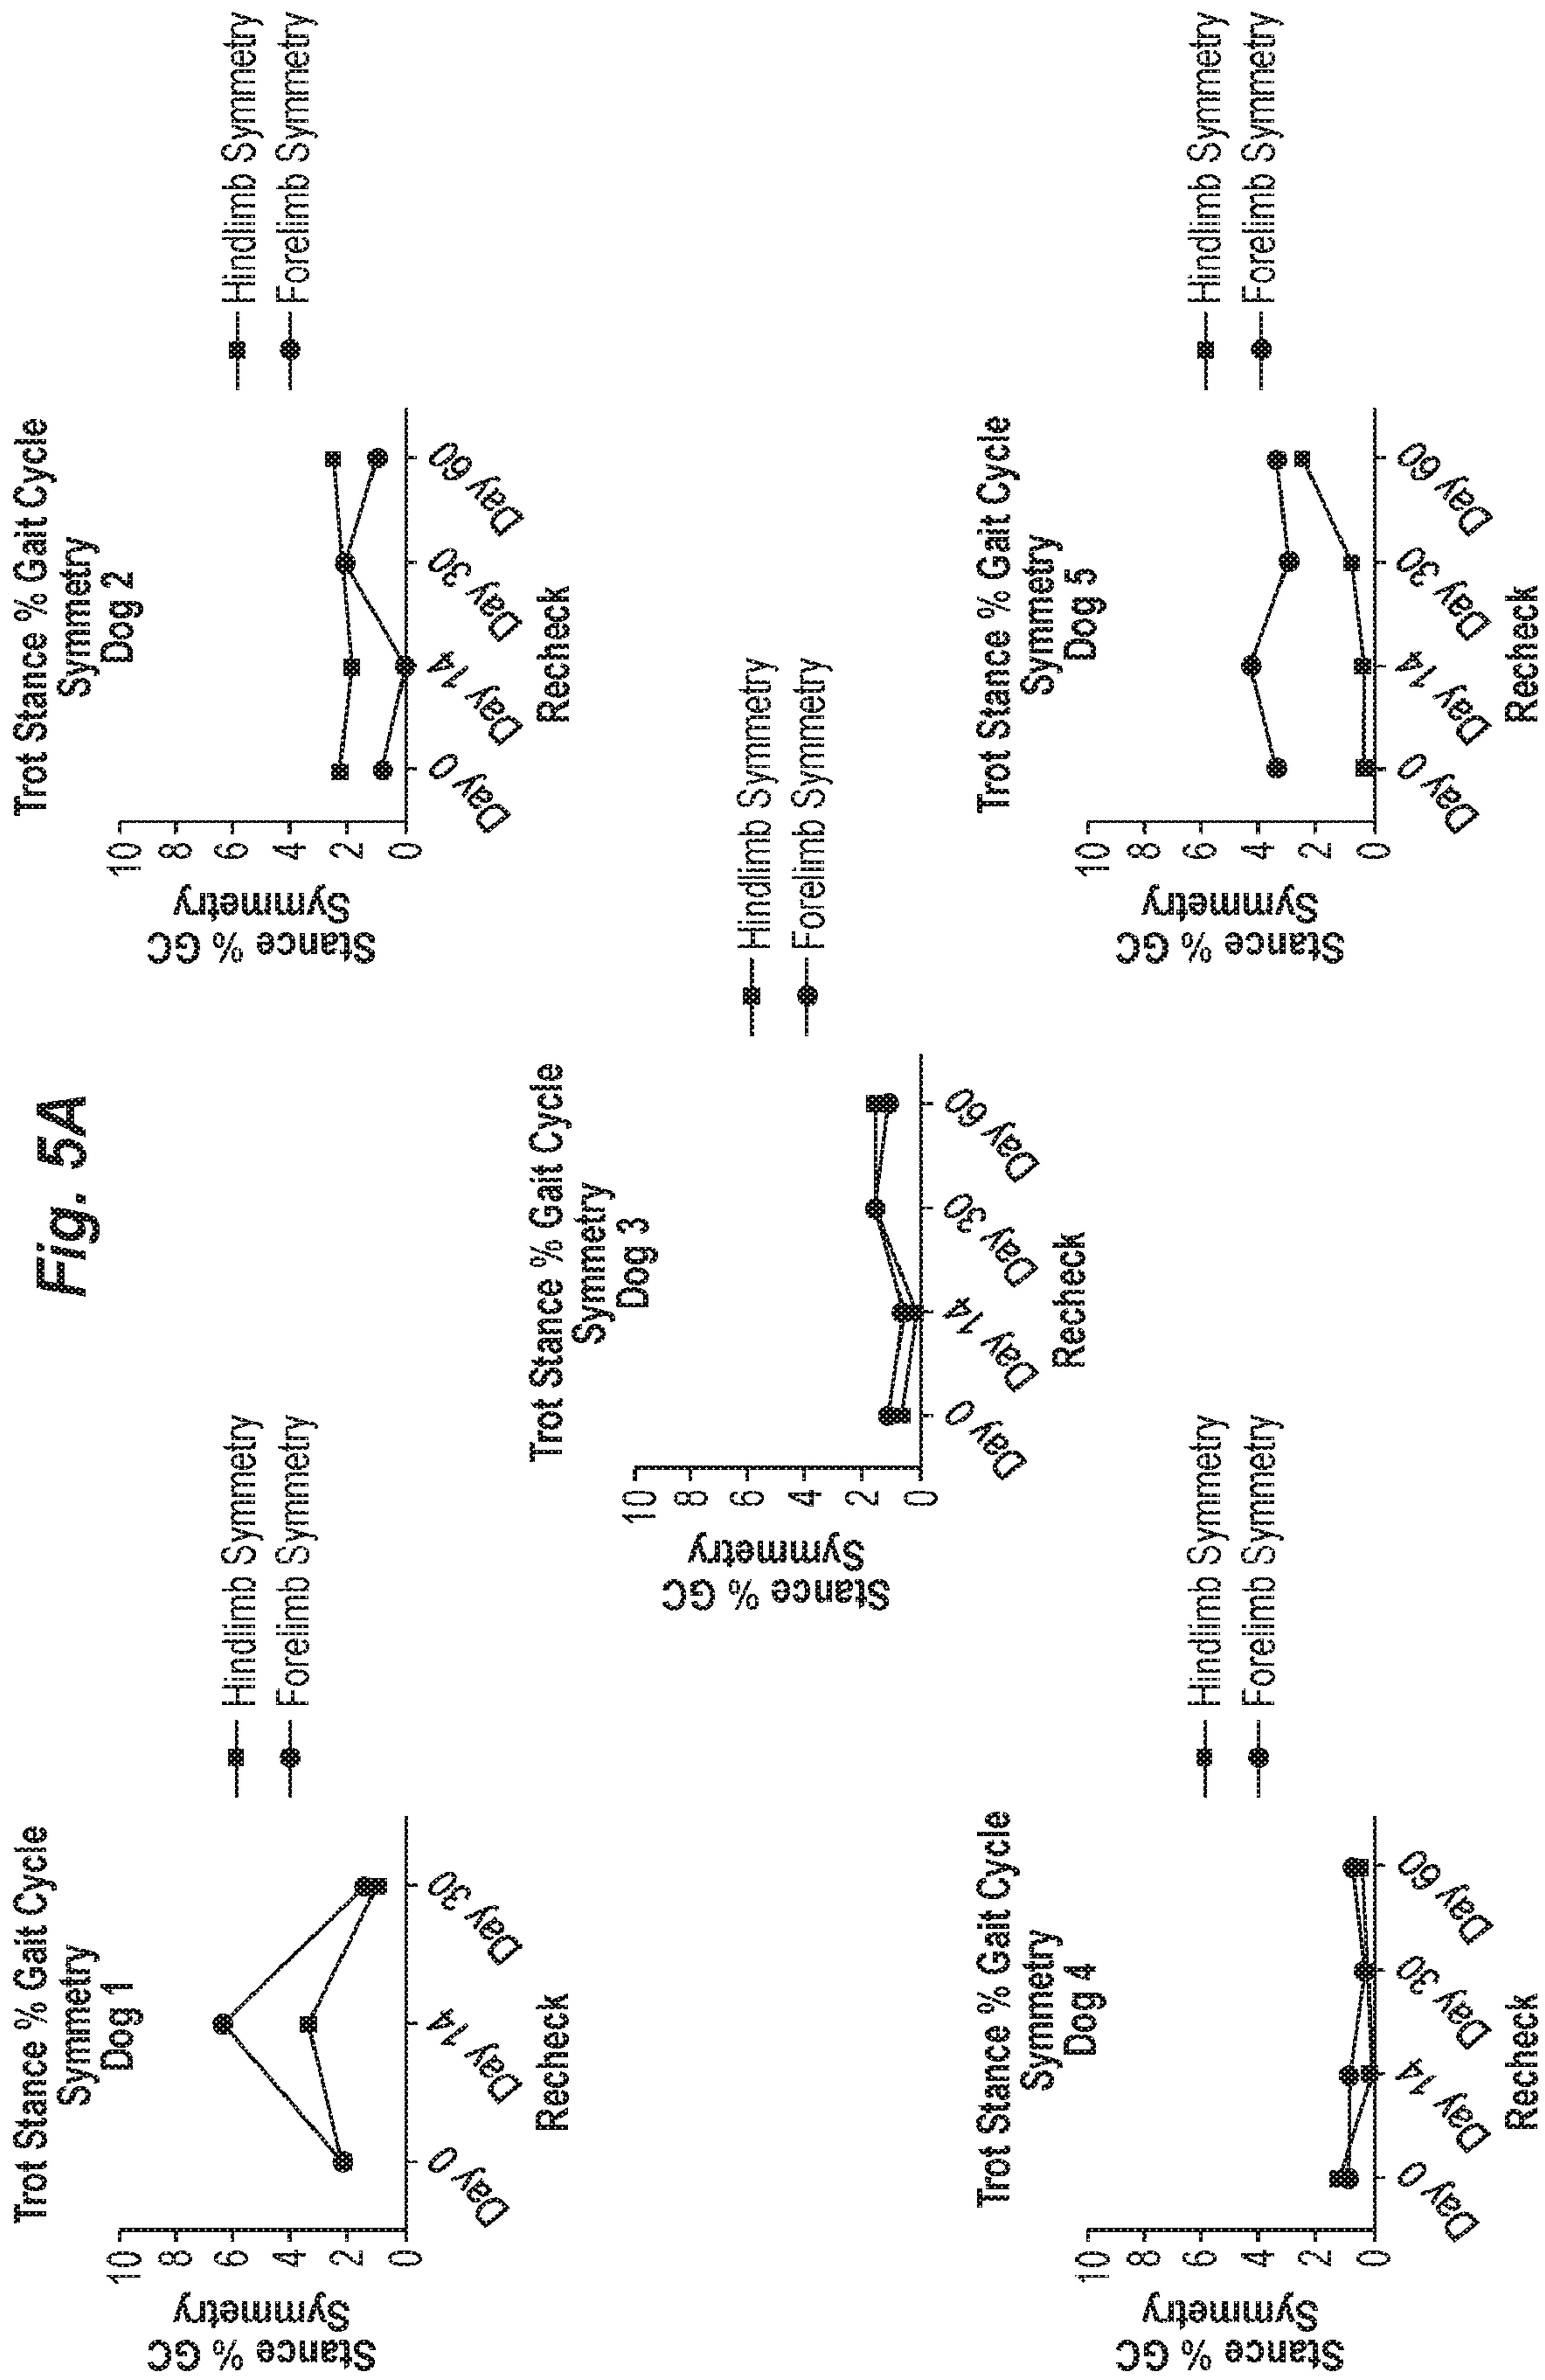 Fig. 5A
Trot Stance % Gait Cycle
Symmetry
Dog 1
Stance % GC
Symmetry
10
8
6
4
2
0
Day 0
Day 14
Day 30
Recheck
Hindlimb Symmetry
Forelimb Symmetry
Trot Stance % Gait Cycle
Symmetry
Dog 2
Stance % GC
Symmetry
10
8
6
4
2
0
Day 0
Day 14
Day 30
Day 60
Recheck
Hindlimb Symmetry
Forelimb Symmetry
Trot Stance % Gait Cycle
Symmetry
Dog 3
Stance % GC
Symmetry
10
8
6
4
2
0
Day 0
Day 14
Day 30
Day 60
Recheck
Hindlimb Symmetry
Forelimb Symmetry
Trot Stance % Gait Cycle
Symmetry
Dog 4
Stance % GC
Symmetry
10
8
6
4
2
0
Day 0
Day 14
Day 30
Day 60
Recheck
Hindlimb Symmetry
Forelimb Symmetry
Trot Stance % Gait Cycle
Symmetry
Dog 5
Stance % GC
Symmetry
10
8
6
4
2
0
Day 0
Day 14
Day 30
Day 60
Recheck
Hindlimb Symmetry
Forelimb Symmetry